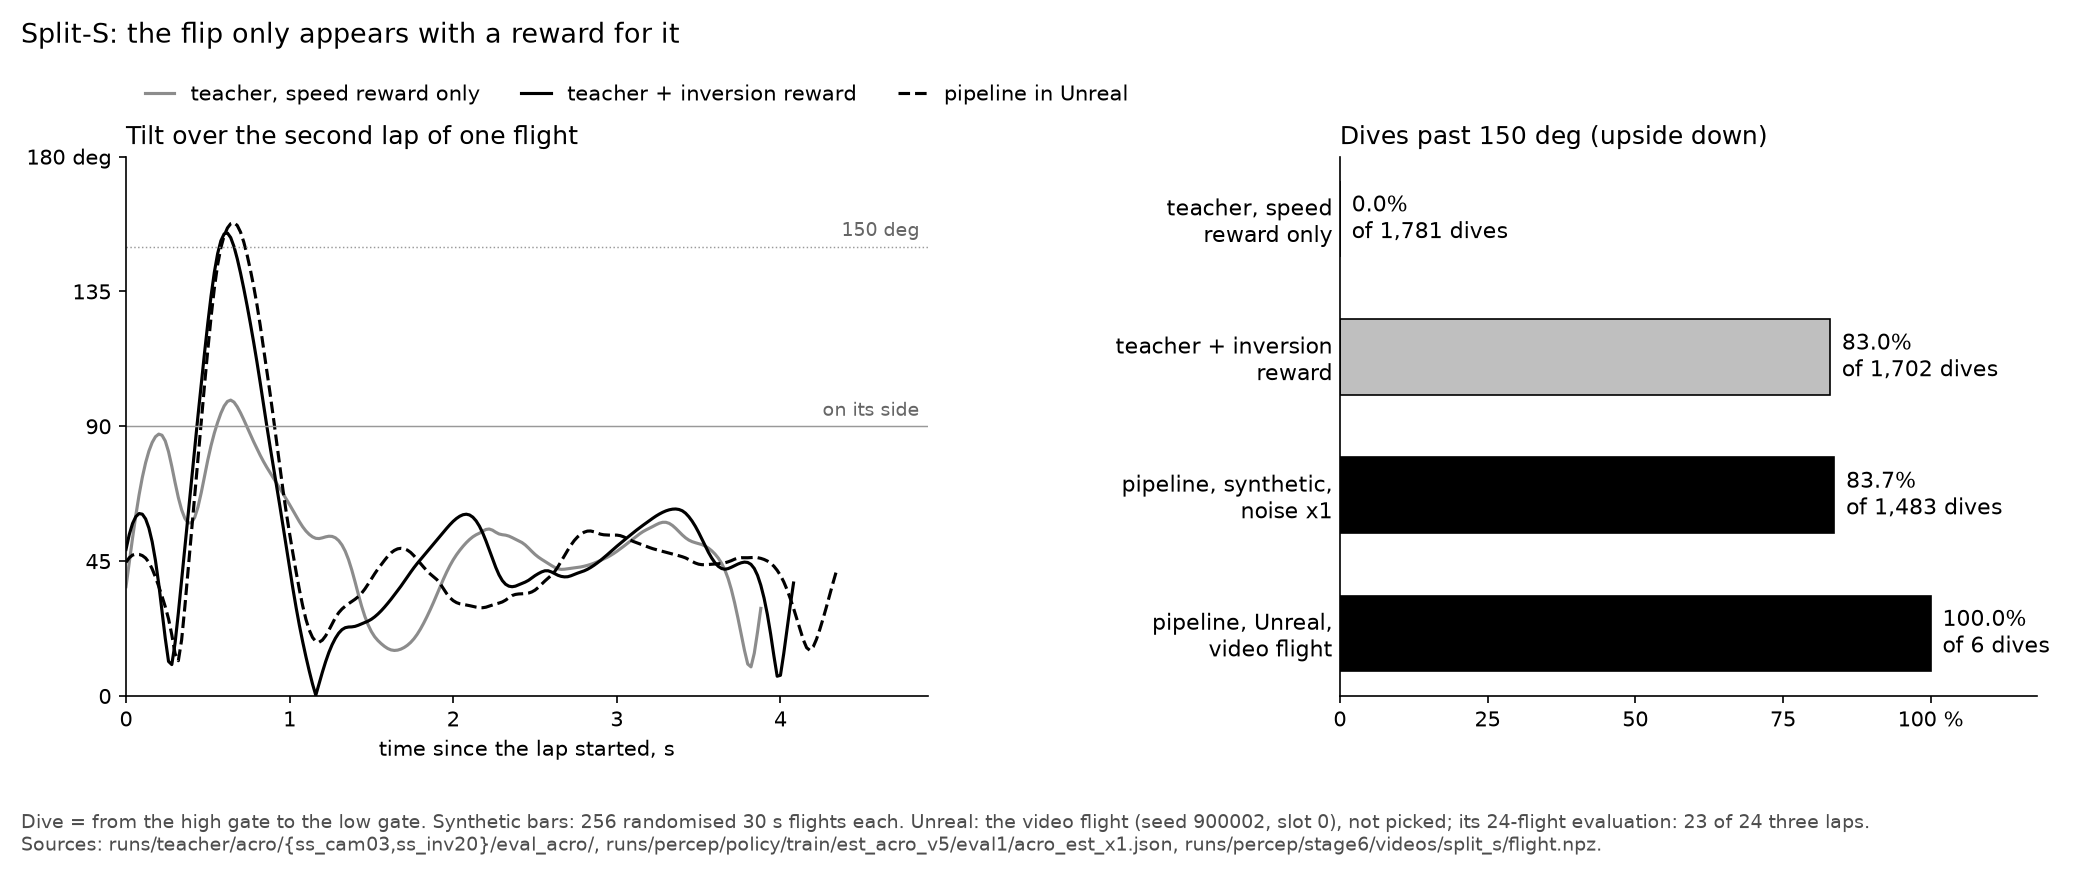 Split-S: the flip only appears with a reward for it
teacher, speed reward only
teacher + inversion reward
pipeline in Unreal
Tilt over the second lap of one flight
180 deg
135
90
45
0
150 deg
on its side
0
1
2
3
4
time since the lap started, s
Dives past 150 deg (upside down)
teacher, speed
reward only
0.0%
of 1,781 dives
teacher + inversion
reward
83.0%
of 1,702 dives
pipeline, synthetic,
noise x1
83.7%
of 1,483 dives
pipeline, Unreal,
video flight
100.0%
of 6 dives
0
25
50
75
100 %
Dive = from the high gate to the low gate. Synthetic bars: 256 randomised 30 s flights each. Unreal: the video flight (seed 900002, slot 0), not picked; its 24-flight evaluation: 23 of 24 three laps.
Sources: runs/teacher/acro/{ss_cam03,ss_inv20}/eval_acro/, runs/percep/policy/train/est_acro_v5/eval1/acro_est_x1.json, runs/percep/stage6/videos/split_s/flight.npz.